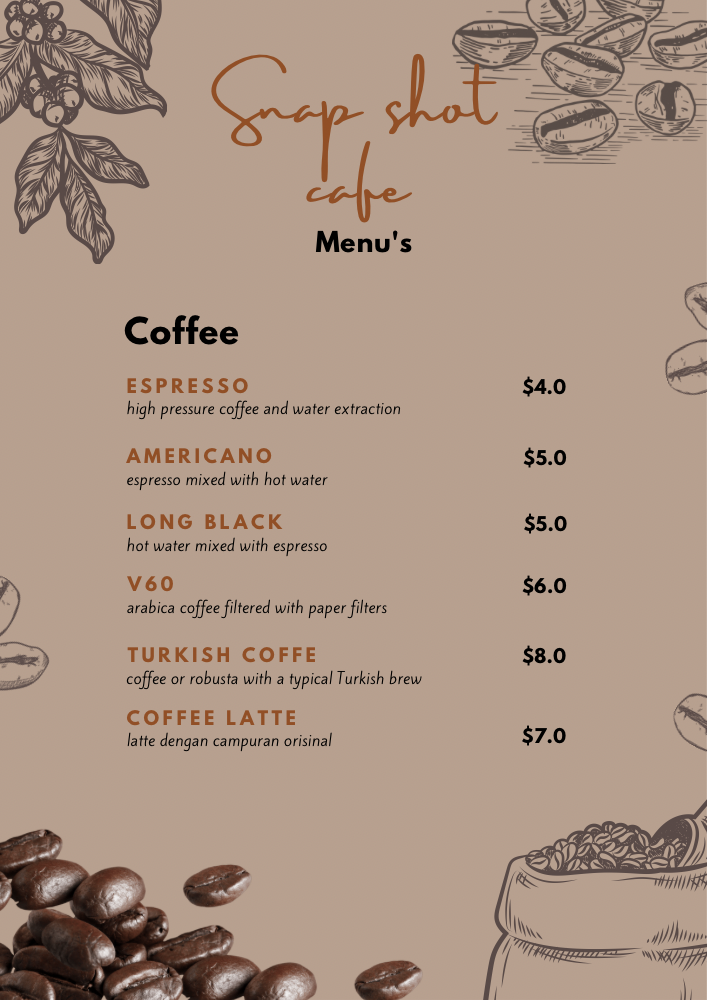 Snap shot
cafe
Menu's
Coffee
ESPRESSO $4.0
high pressure coffee and water extraction
AMERICANO $5.0
espresso mixed with hot water
LONG BLACK $5.0
hot water mixed with espresso
V60 $6.0
arabica coffee filtered with paper filters
TURKISH COFFE $8.0
coffee or robusta with a typical Turkish brew
COFFEE LATTE $7.0
latte dengan campuran orisinal